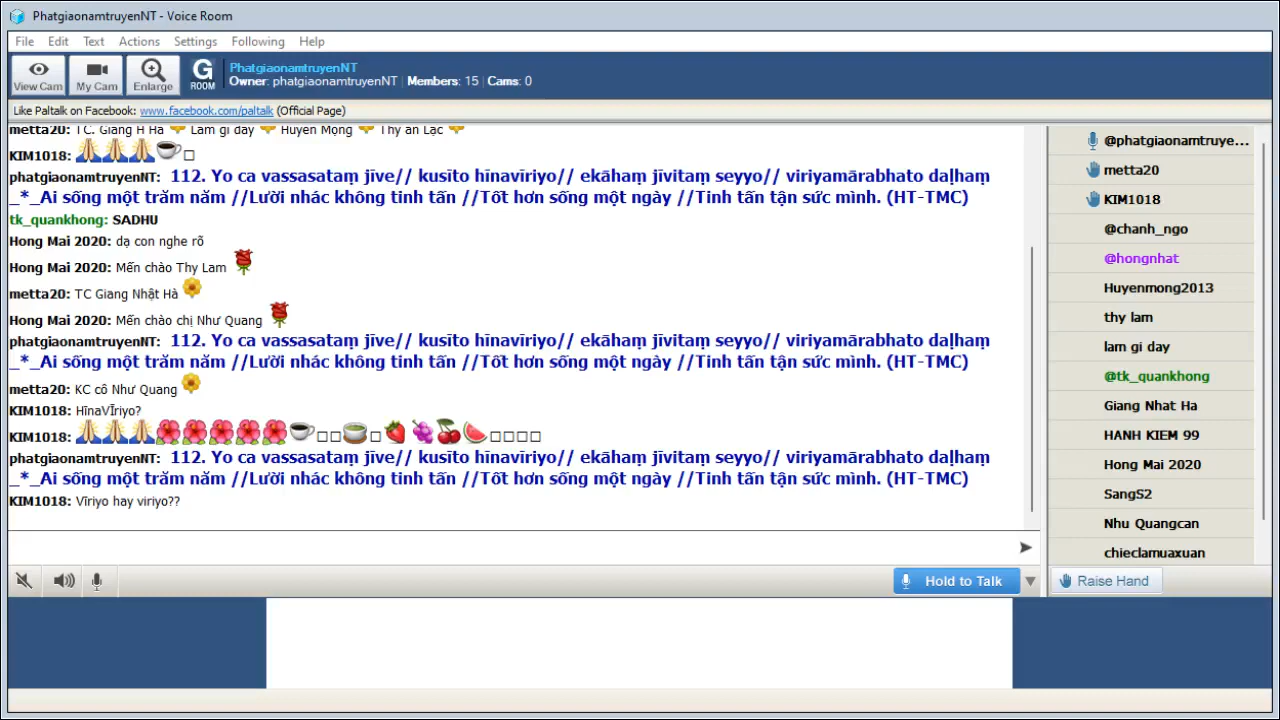 PhatgiaonamtruyenNT - Voice Room
File Edit Text Actions Settings Following Help
View Cam My Cam Enlarge G ROOM
PhatgiaonamtruyenNT
Owner: phatgiaonamtruyenNT | Members: 15 | Cams: 0
Like Paltalk on Facebook: www.facebook.com/paltalk (Official Page)
metta20: TC. Giang H Hà Lam gi day Huyen Mộng Thy an Lạc
KIM1018:
phatgiaonamtruyenNT: 112. Yo ca vassasataṃ jīve// kusīto hīnavīriyo// ekāhaṃ jīvitaṃ seyyo// viriyamārabhato daḷhaṃ
_*_Ai sống một trăm năm //Lười nhác không tinh tấn //Tốt hơn sống một ngày //Tinh tấn tận sức mình. (HT-TMC)
tk_quankhong: SADHU
Hong Mai 2020: dạ con nghe rõ
Hong Mai 2020: Mến chào Thy Lam
metta20: TC Giang Nhật Hà
Hong Mai 2020: Mến chào chị Như Quang
phatgiaonamtruyenNT: 112. Yo ca vassasataṃ jīve// kusīto hīnavīriyo// ekāhaṃ jīvitaṃ seyyo// viriyamārabhato daḷhaṃ
_*_Ai sống một trăm năm //Lười nhác không tinh tấn //Tốt hơn sống một ngày //Tinh tấn tận sức mình. (HT-TMC)
metta20: KC cô Như Quang
KIM1018: HīnaVĪriyo?
KIM1018:
phatgiaonamtruyenNT: 112. Yo ca vassasataṃ jīve// kusīto hīnavīriyo// ekāhaṃ jīvitaṃ seyyo// viriyamārabhato daḷhaṃ
_*_Ai sống một trăm năm //Lười nhác không tinh tấn //Tốt hơn sống một ngày //Tinh tấn tận sức mình. (HT-TMC)
KIM1018: Vīriyo hay viriyo??
Hold to Talk
@phatgiaonamtruye...
metta20
KIM1018
@chanh_ngo
@hongnhat
Huyenmong2013
thy lam
lam gi day
@tk_quankhong
Giang Nhat Ha
HANH KIEM 99
Hong Mai 2020
SangS2
Nhu Quangcan
chieclamuaxuan
Raise Hand